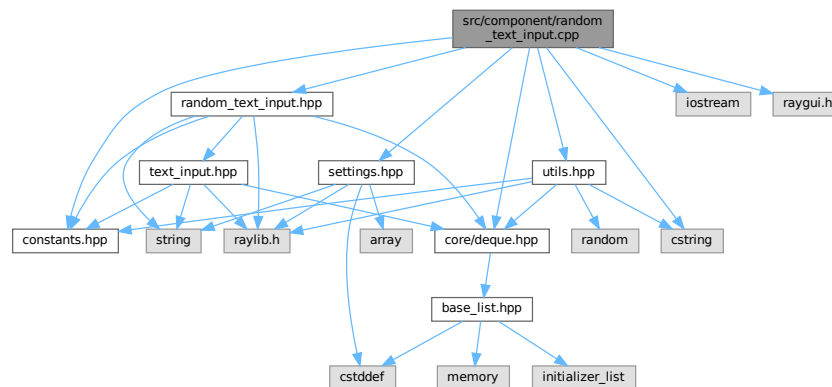 src/component/random
_text_input.cpp
random_text_input.hpp
iostream
raygui.h
text_input.hpp
settings.hpp
utils.hpp
constants.hpp
string
raylib.h
array
core/deque.hpp
random
cstring
base_list.hpp
cstddef
memory
initializer_list